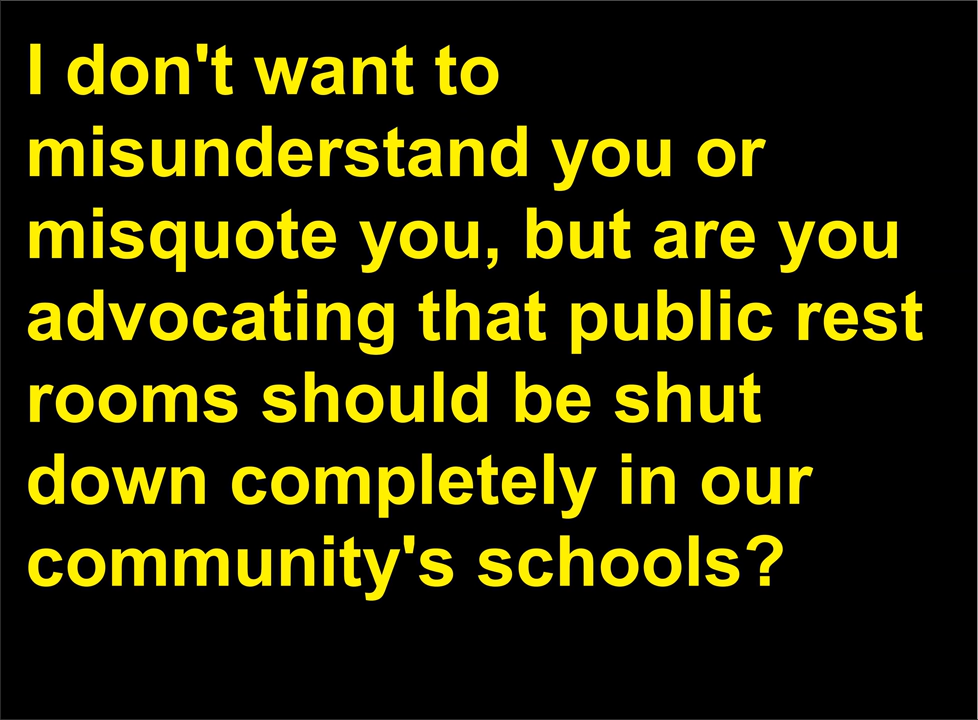 I don't want to
misunderstand you or
misquote you, but are you
advocating that public rest
rooms should be shut
down completely in our
community's schools?